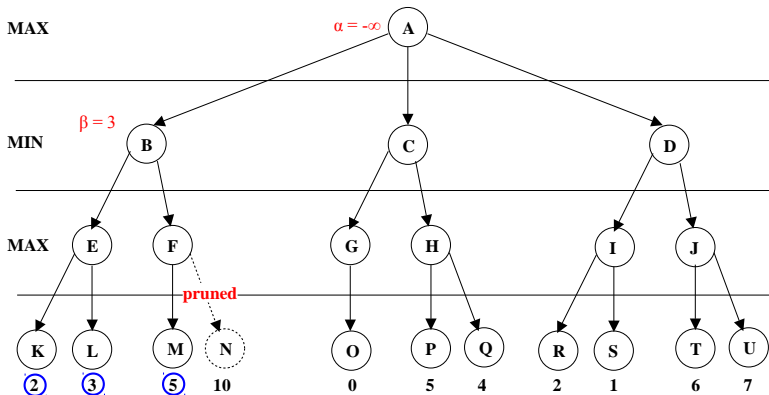 MAX α = -∞ A
β = 3
MIN B C D
MAX E F G H I J
pruned
K L M N O P Q R S T U
2 3 5 10 0 5 4 2 1 6 7